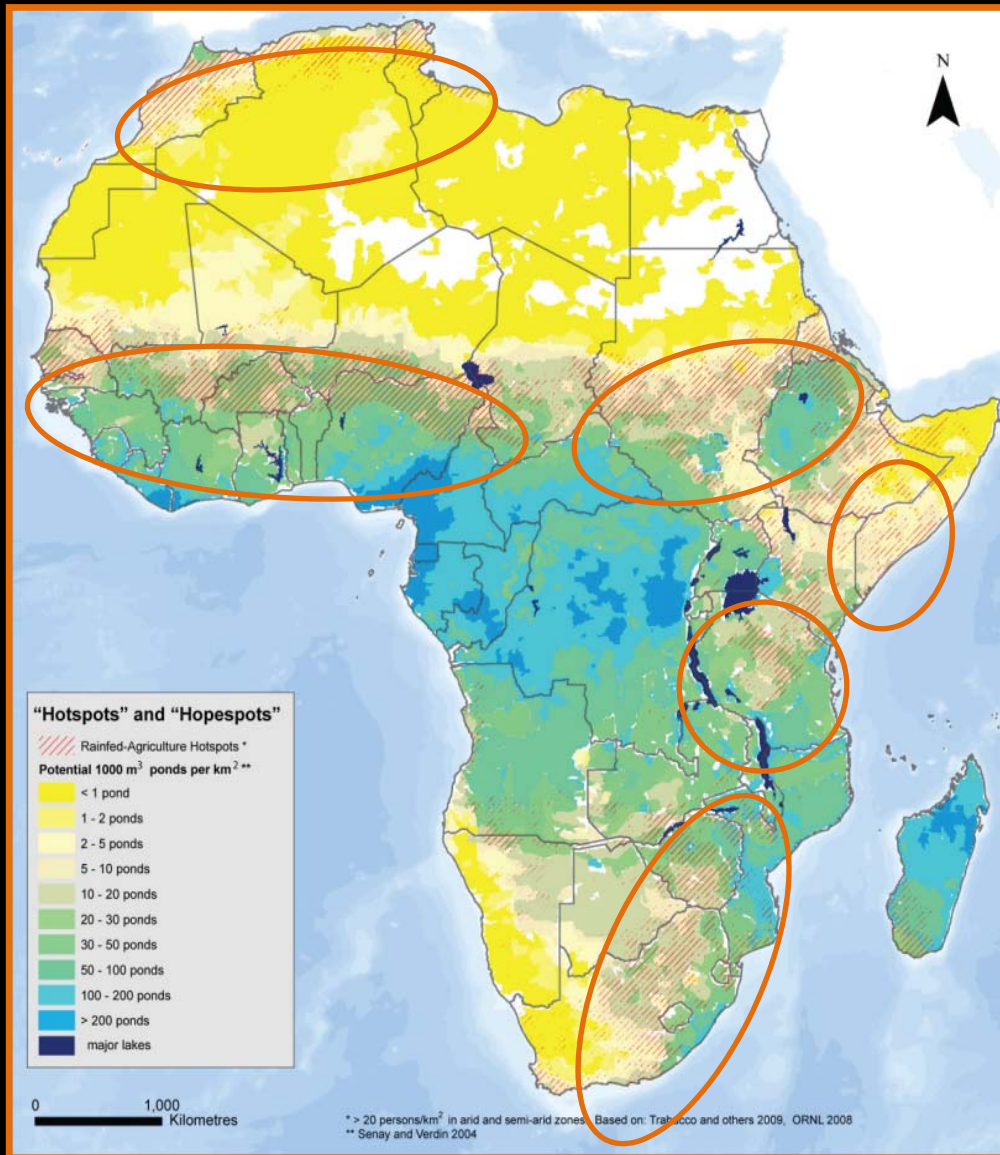 N
“Hotspots” and “Hopespots”
Rainfed-Agriculture Hotspots *
Potential 1000 m³ ponds per km² **
< 1 pond
1 - 2 ponds
2 - 5 ponds
5 - 10 ponds
10 - 20 ponds
20 - 30 ponds
30 - 50 ponds
50 - 100 ponds
100 - 200 ponds
> 200 ponds
major lakes
0 1,000
Kilometres
* > 20 persons/km² in arid and semi-arid zones Based on: Trabucco and others 2009, ORNL 2008
** Senay and Verdin 2004